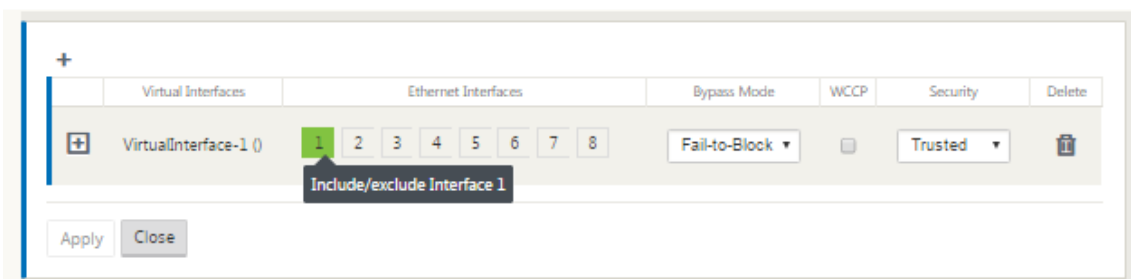 +
Virtual Interfaces Ethernet Interfaces Bypass Mode WCCP Security Delete
+ VirtualInterface-1 () 1 2 3 4 5 6 7 8 Fail-to-Block Trusted
Include/exclude Interface 1
Apply Close